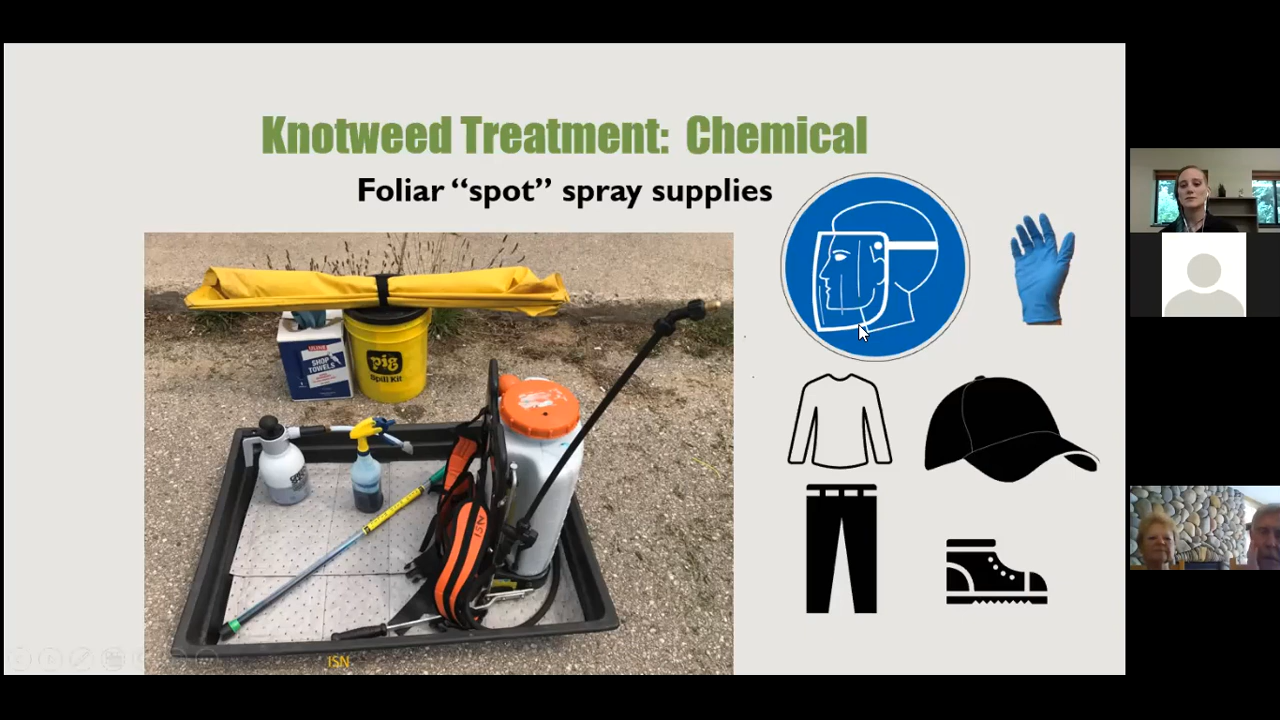 Knotweed Treatment: Chemical
Foliar “spot” spray supplies
SHOP
TOWELS
pig
Spill Kit
ISN
ISN